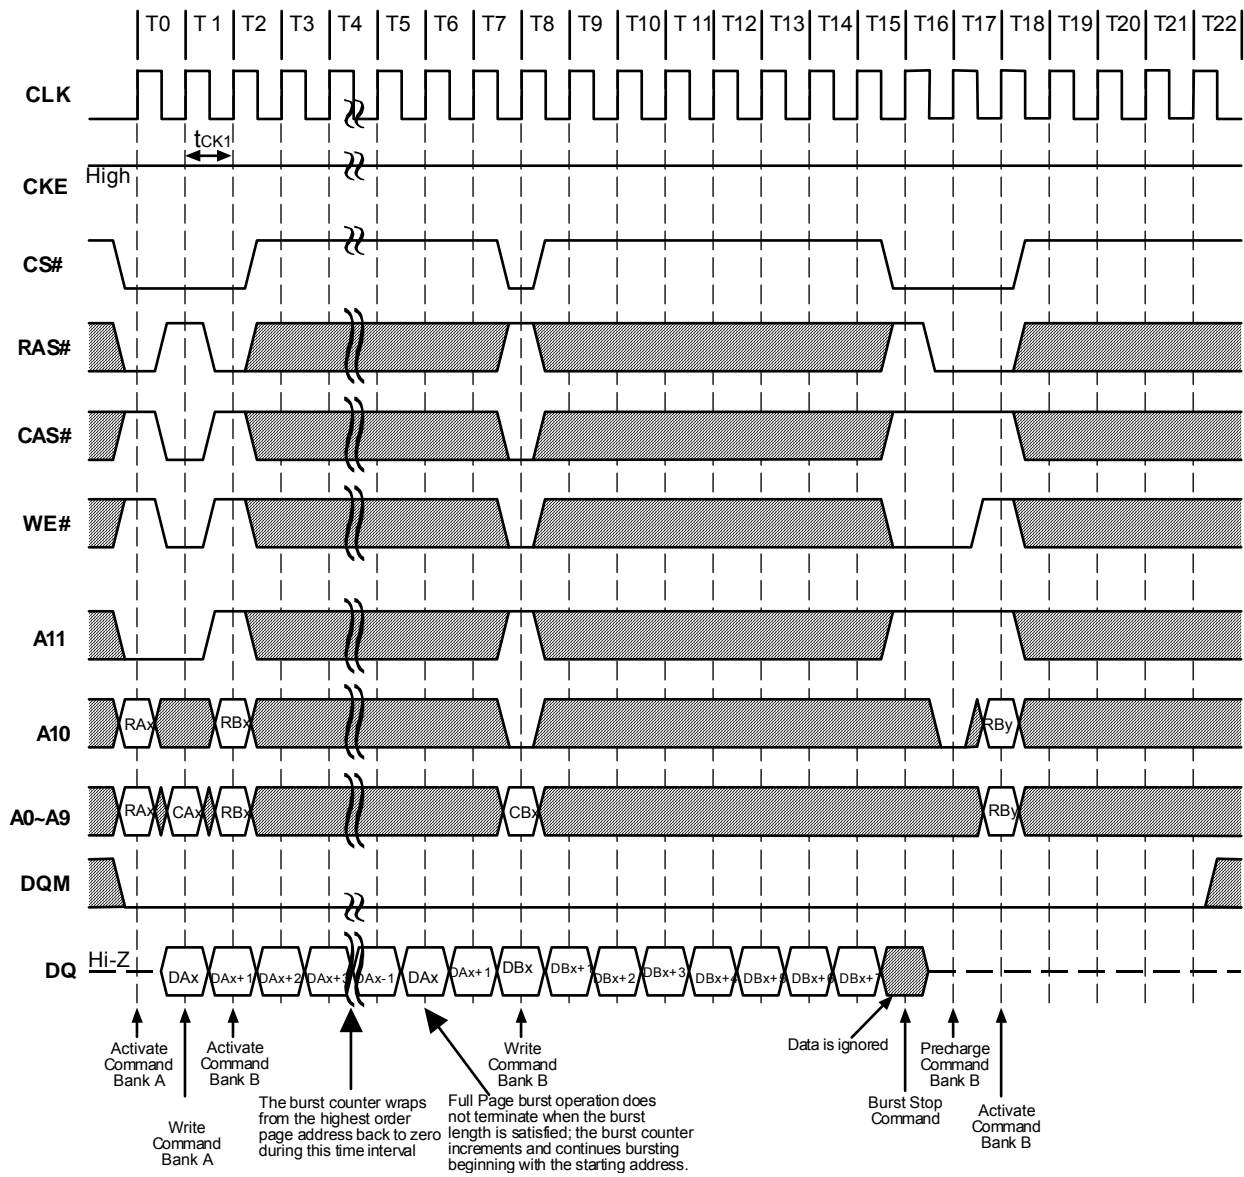 T0 T 1 T2 T3 T4 T5 T6 T7 T8 T9 T10 T 11 T12 T13 T14 T15 T16 T17 T18 T19 T20 T21 T22
CLK
tCK1
High
CKE
CS#
RAS#
CAS#
WE#
A11
A10
RAx RBx RBy
A0~A9
RAx CAx RBx CBx RBy
DQM
DQ
Hi-Z
DAx DAx+1 DAx+2 DAx+3 DAx-1 DAx DAx+1 DBx DBx+1 DBx+2 DBx+3 DBx+4 DBx+5 DBx+6 DBx+7
Activate
Command
Bank A
Write
Command
Bank A
Activate
Command
Bank B
The burst counter wraps
from the highest order
page address back to zero
during this time interval
Full Page burst operation does
not terminate when the burst
length is satisfied; the burst counter
increments and continues bursting
beginning with the starting address.
Write
Command
Bank B
Data is ignored
Burst Stop
Command
Precharge
Command
Bank B
Activate
Command
Bank B